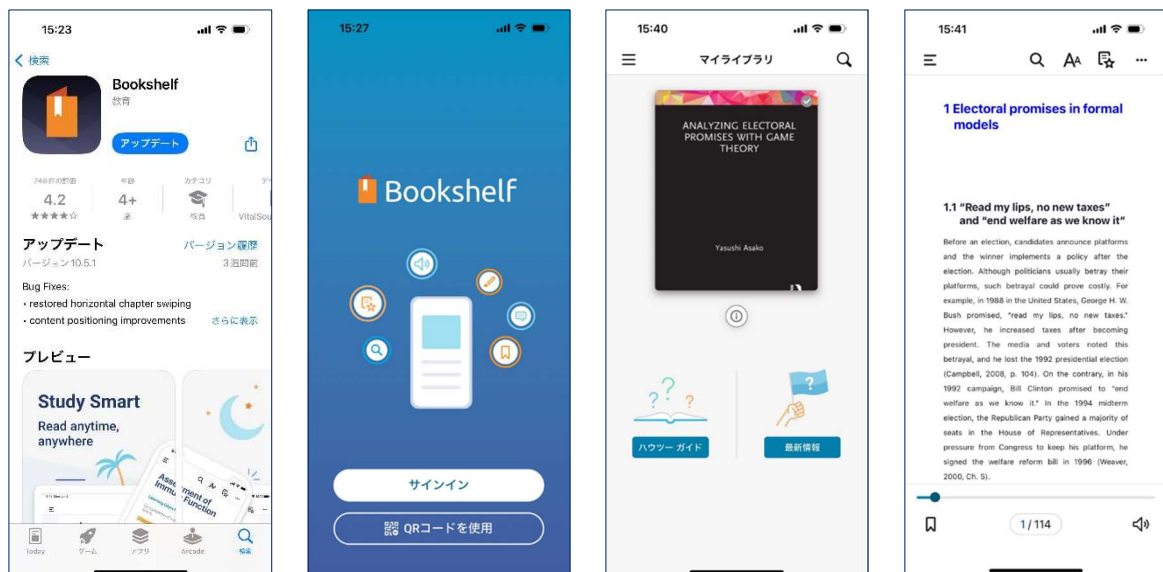 15:23
検索
Bookshelf
教育
アップデート
4.2
4+
★★★★☆
歳
教育
VitalSou
カテゴリ
アップデート
バージョン履歴
バージョン 10.5.1
3 週間前
Bug Fixes:
• restored horizontal chapter swiping
• content positioning improvements
さらに表示
プレビュー
Study Smart
Read anytime,
anywhere
Today
ゲーム
アプリ
Arcade
検索
15:27
Bookshelf
サインイン
QRコードを使用
15:40
マイライブラリ
ANALYZING ELECTORAL
PROMISES WITH GAME
THEORY
Yasushi Asako
ハウツー ガイド
最新情報
15:41
AA
1 Electoral promises in formal
models
1.1 “Read my lips, no new taxes”
and “end welfare as we know it”
Before an election, candidates announce platforms
and the winner implements a policy after the
election. Although politicians usually betray their
platforms, such betrayal could prove costly. For
example, in 1988 in the United States, George H. W.
Bush promised, “read my lips, no new taxes.”
However, he increased taxes after becoming
president. The media and voters noted this
betrayal, and he lost the 1992 presidential election
(Campbell, 2008, p. 104). On the contrary, in his
1992 campaign, Bill Clinton promised to “end
welfare as we know it.” In the 1994 midterm
election, the Republican Party gained a majority of
seats in the House of Representatives. Under
pressure from Congress to keep his platform, he
signed the welfare reform bill in 1996 (Weaver,
2000, Ch. 5).
1 / 114